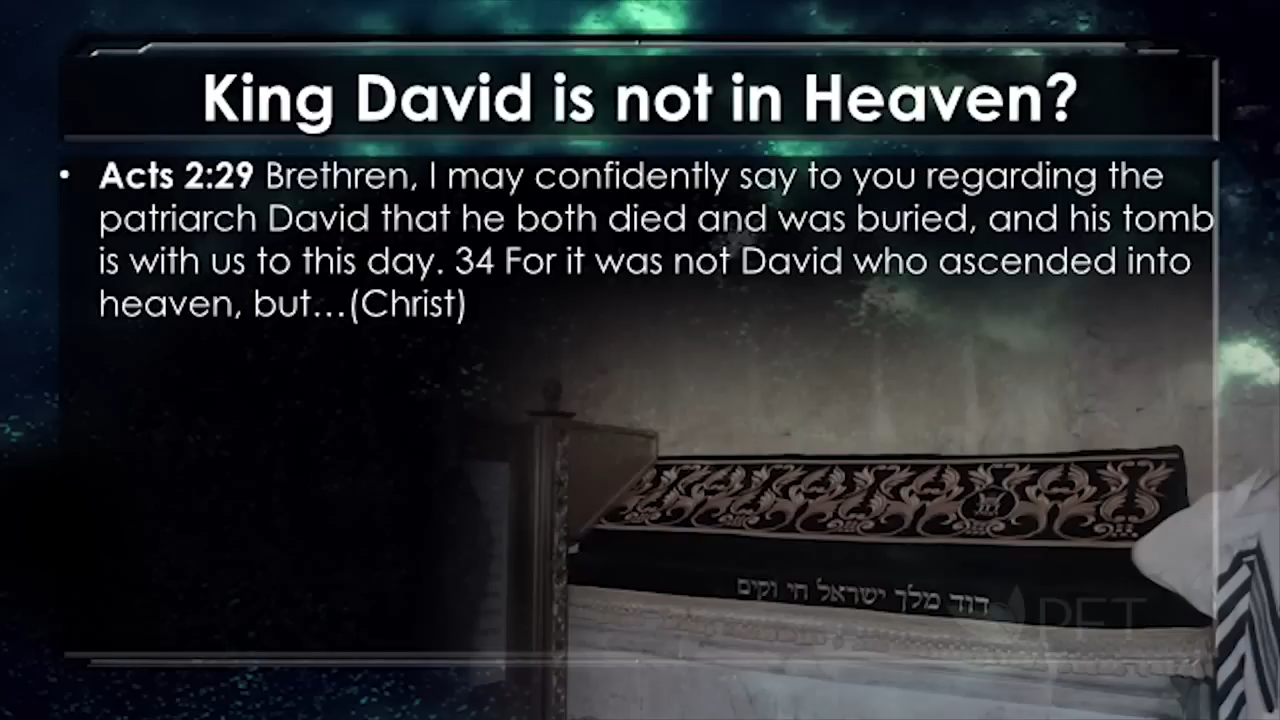 King David is not in Heaven?
• Acts 2:29 Brethren, I may confidently say to you regarding the
patriarch David that he both died and was buried, and his tomb
is with us to this day. 34 For it was not David who ascended into
heaven, but...(Christ)
דוד מלך ישראל חי וקים
PFT